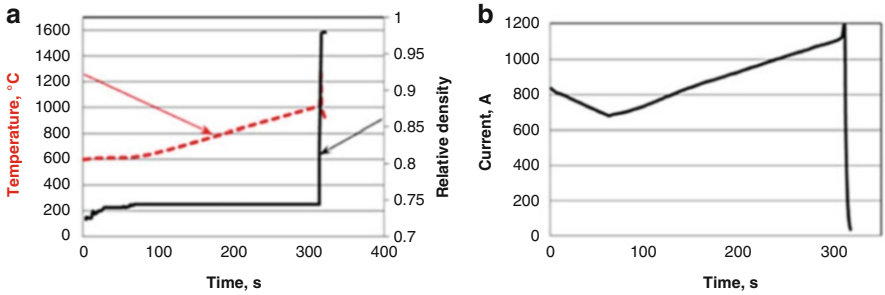 a
Temperature, °C
1600
1400
1200
1000
800
600
400
200
0
0 100 200 300 400
Time, s
1
0.95
0.9
0.85
0.8
0.75
0.7
Relative density
b
Current, A
1200
1000
800
600
400
200
0
0 100 200 300
Time, s